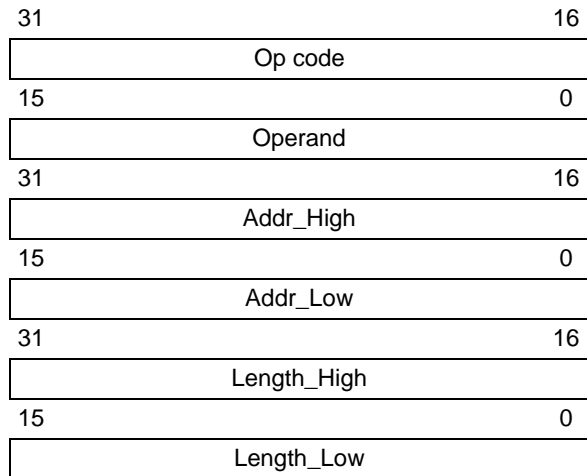 31 16
Op code
15 0
Operand
31 16
Addr_High
15 0
Addr_Low
31 16
Length_High
15 0
Length_Low